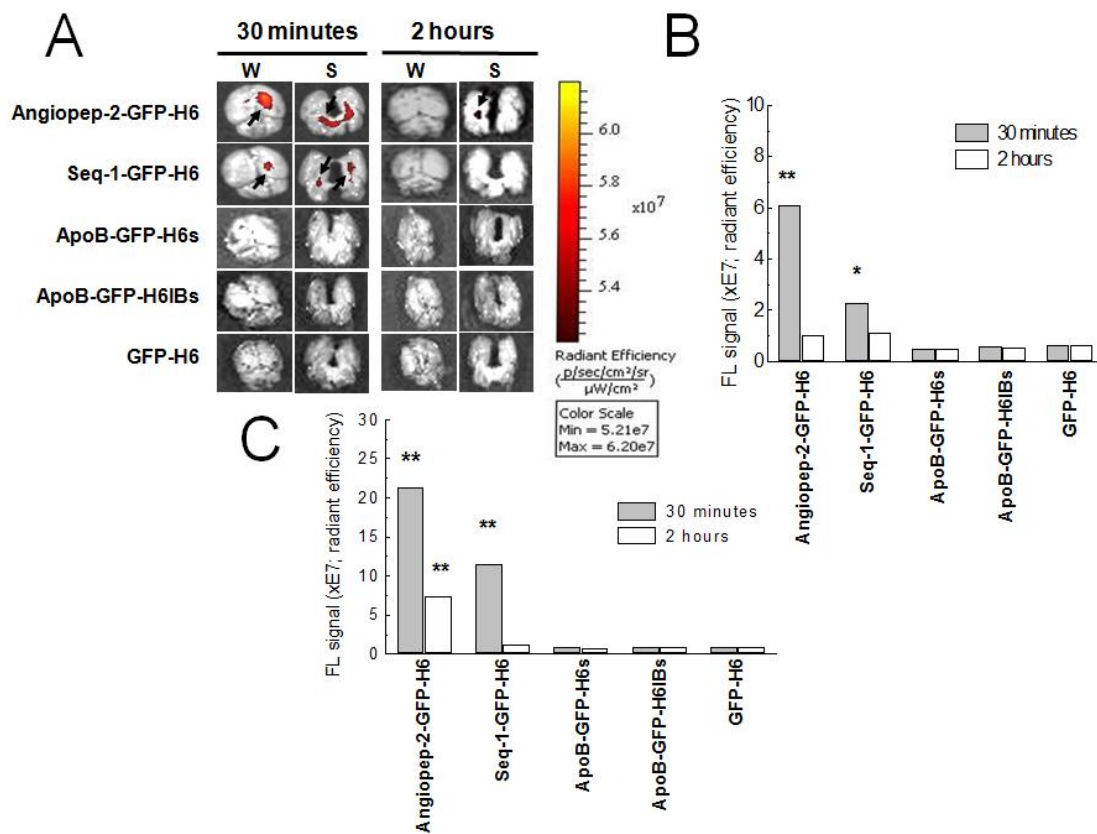 A
30 minutes
2 hours
W
S
W
S
Angiopep-2-GFP-H6
Seq-1-GFP-H6
ApoB-GFP-H6s
ApoB-GFP-H6IBs
GFP-H6
6.0
5.8
x10⁷
5.6
5.4
Radiant Efficiency
(p/sec/cm²/sr
µW/cm²)
Color Scale
Min = 5.21e7
Max = 6.20e7
B
FL signal (xE7; radiant efficiency)
10
8
6
4
2
0
**
*
30 minutes
2 hours
Angiopep-2-GFP-H6
Seq-1-GFP-H6
ApoB-GFP-H6s
ApoB-GFP-H6IBs
GFP-H6
C
FL signal (xE7; radiant efficiency)
30
25
20
15
10
5
0
**
**
**
30 minutes
2 hours
Angiopep-2-GFP-H6
Seq-1-GFP-H6
ApoB-GFP-H6s
ApoB-GFP-H6IBs
GFP-H6